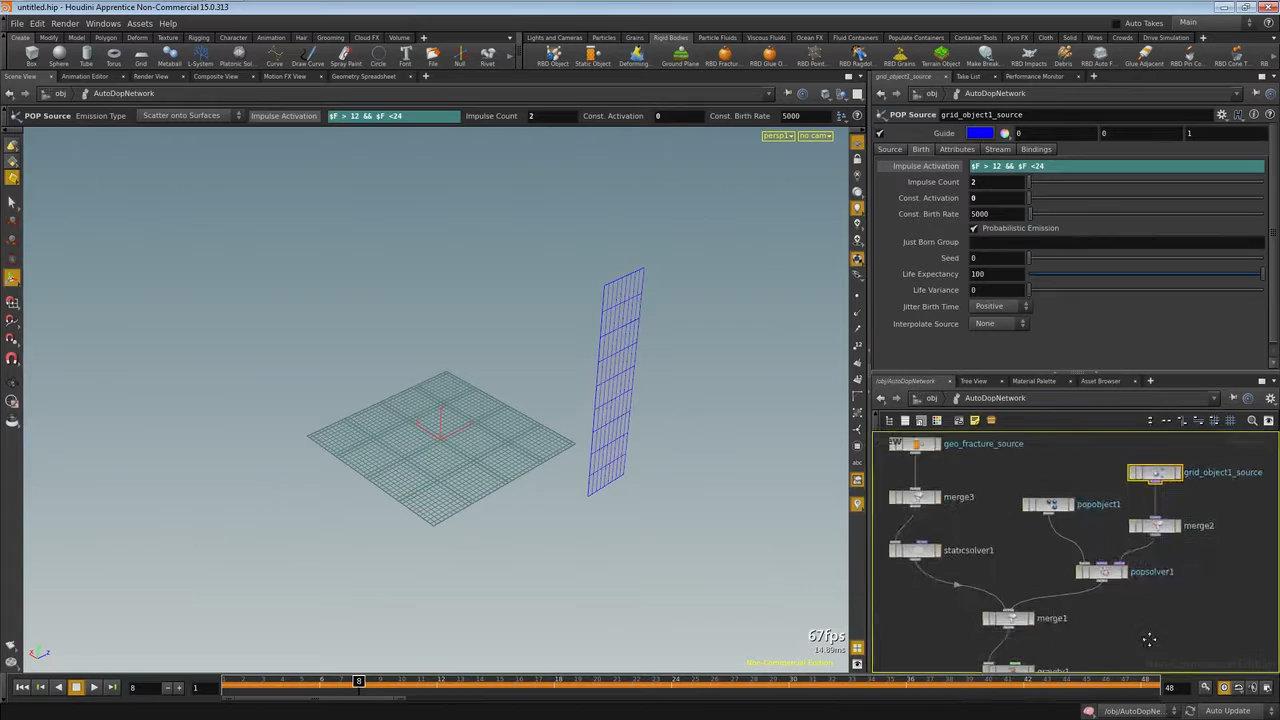 untitled.hip - Houdini Apprentice Non-Commercial 15.0.313
File Edit Render Windows Assets Help
Auto Takes Main
Create Modify Model Polygon Deform Texture Rigging Character Animation Hair Grooming Cloud FX Volume
Lights and Cameras Particles Grains Rigid Bodies Particle Fluids Viscous Fluids Ocean FX Fluid Containers Populate Containers Container Tools Pyro FX Cloth Solid Wires Crowds Drive Simulation
Box Sphere Tube Torus Grid Metaball L-System Platonic Sol... Curve Draw Curve Path Circle Font File Null Rivet
RBD Object Static Object Deforming... Ground Plane RBD Fractur... RBD Glue O... RBD Point... RBD Ragdol... RBD Grains Terrain Object Make Break... RBD Impacts Debris RBD Auto F... Glue Adjacent RBD Pin Co... RBD Cone T...
Scene View Animation Editor Render View Composite View Motion FX View Geometry Spreadsheet
grid_object1_source Take List Performance Monitor
obj AutoDopNetwork
obj AutoDopNetwork
POP Source Emission Type Scatter onto Surfaces Impulse Activation $F > 12 && $F <24 Impulse Count 2 Const. Activation 0 Const. Birth Rate 5000
POP Source grid_object1_source
Guide 0 0 1
persp1 no cam
Source Birth Attributes Stream Bindings
Impulse Activation $F > 12 && $F <24
Impulse Count 2
Const. Activation 0
Const. Birth Rate 5000
Probabilistic Emission
Just Born Group
Seed 0
Life Expectancy 100
Life Variance 0
Jitter Birth Time Positive
Interpolate Source None
/obj/AutoDopNetwork Tree View Material Palette Asset Browser
obj AutoDopNetwork
geo_fracture_source
grid_object1_source
merge3
popobject1
merge2
staticsolver1
popsolver1
merge1
67fps
14.89ms
Non-Commercial Edition
8 1 8 48
/obj/AutoDopNe... Auto Update